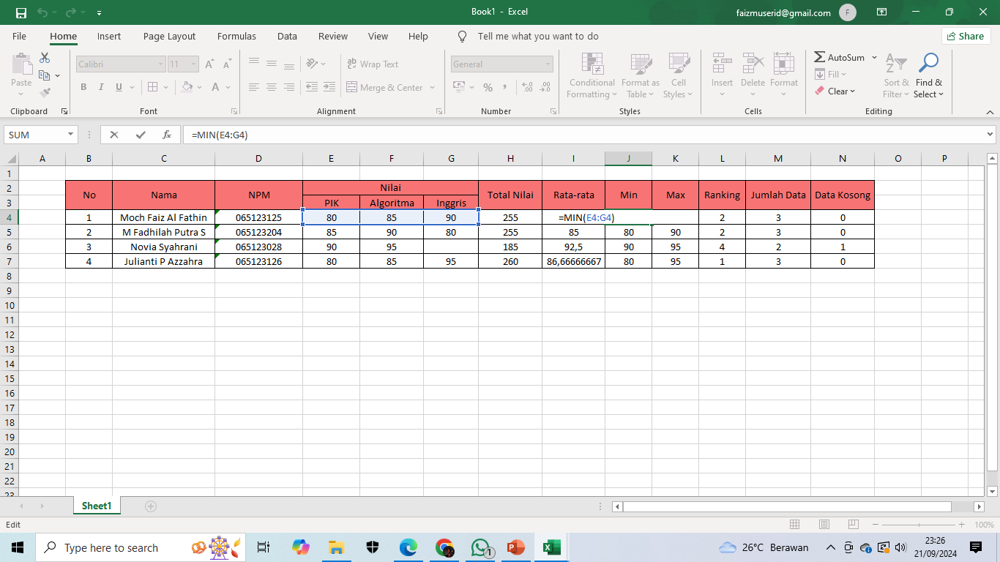 Book1 - Excel
faizmuserid@gmail.com
F
File Home Insert Page Layout Formulas Data Review View Help Tell me what you want to do Share
Paste
Clipboard
Calibri 11
B I U A
Font
Wrap Text
Merge & Center
Alignment
General
% ,
Number
Conditional Formatting
Format as Table
Cell Styles
Styles
Insert Delete Format
Cells
AutoSum
Fill
Clear
Sort & Filter
Find & Select
Editing
SUM fx =MIN(E4:G4)
A B C D E F G H I J K L M N O P
1
2 No Nama NPM Nilai Total Nilai Rata-rata Min Max Ranking Jumlah Data Data Kosong
3 PIK Algoritma Inggris
4 1 Moch Faiz Al Fathin 065123125 80 85 90 255 =MIN(E4:G4) 2 3 0
5 2 M Fadhilah Putra S 065123204 85 90 80 255 85 80 90 2 3 0
6 3 Novia Syahrani 065123028 90 95 185 92,5 90 95 4 2 1
7 4 Julianti P Azzahra 065123126 80 85 95 260 86,66666667 80 95 1 3 0
8
9
10
11
12
13
14
15
16
17
18
19
20
21
22
23
Sheet1
Edit
100%
Type here to search
1
26°C Berawan
23:26
21/09/2024